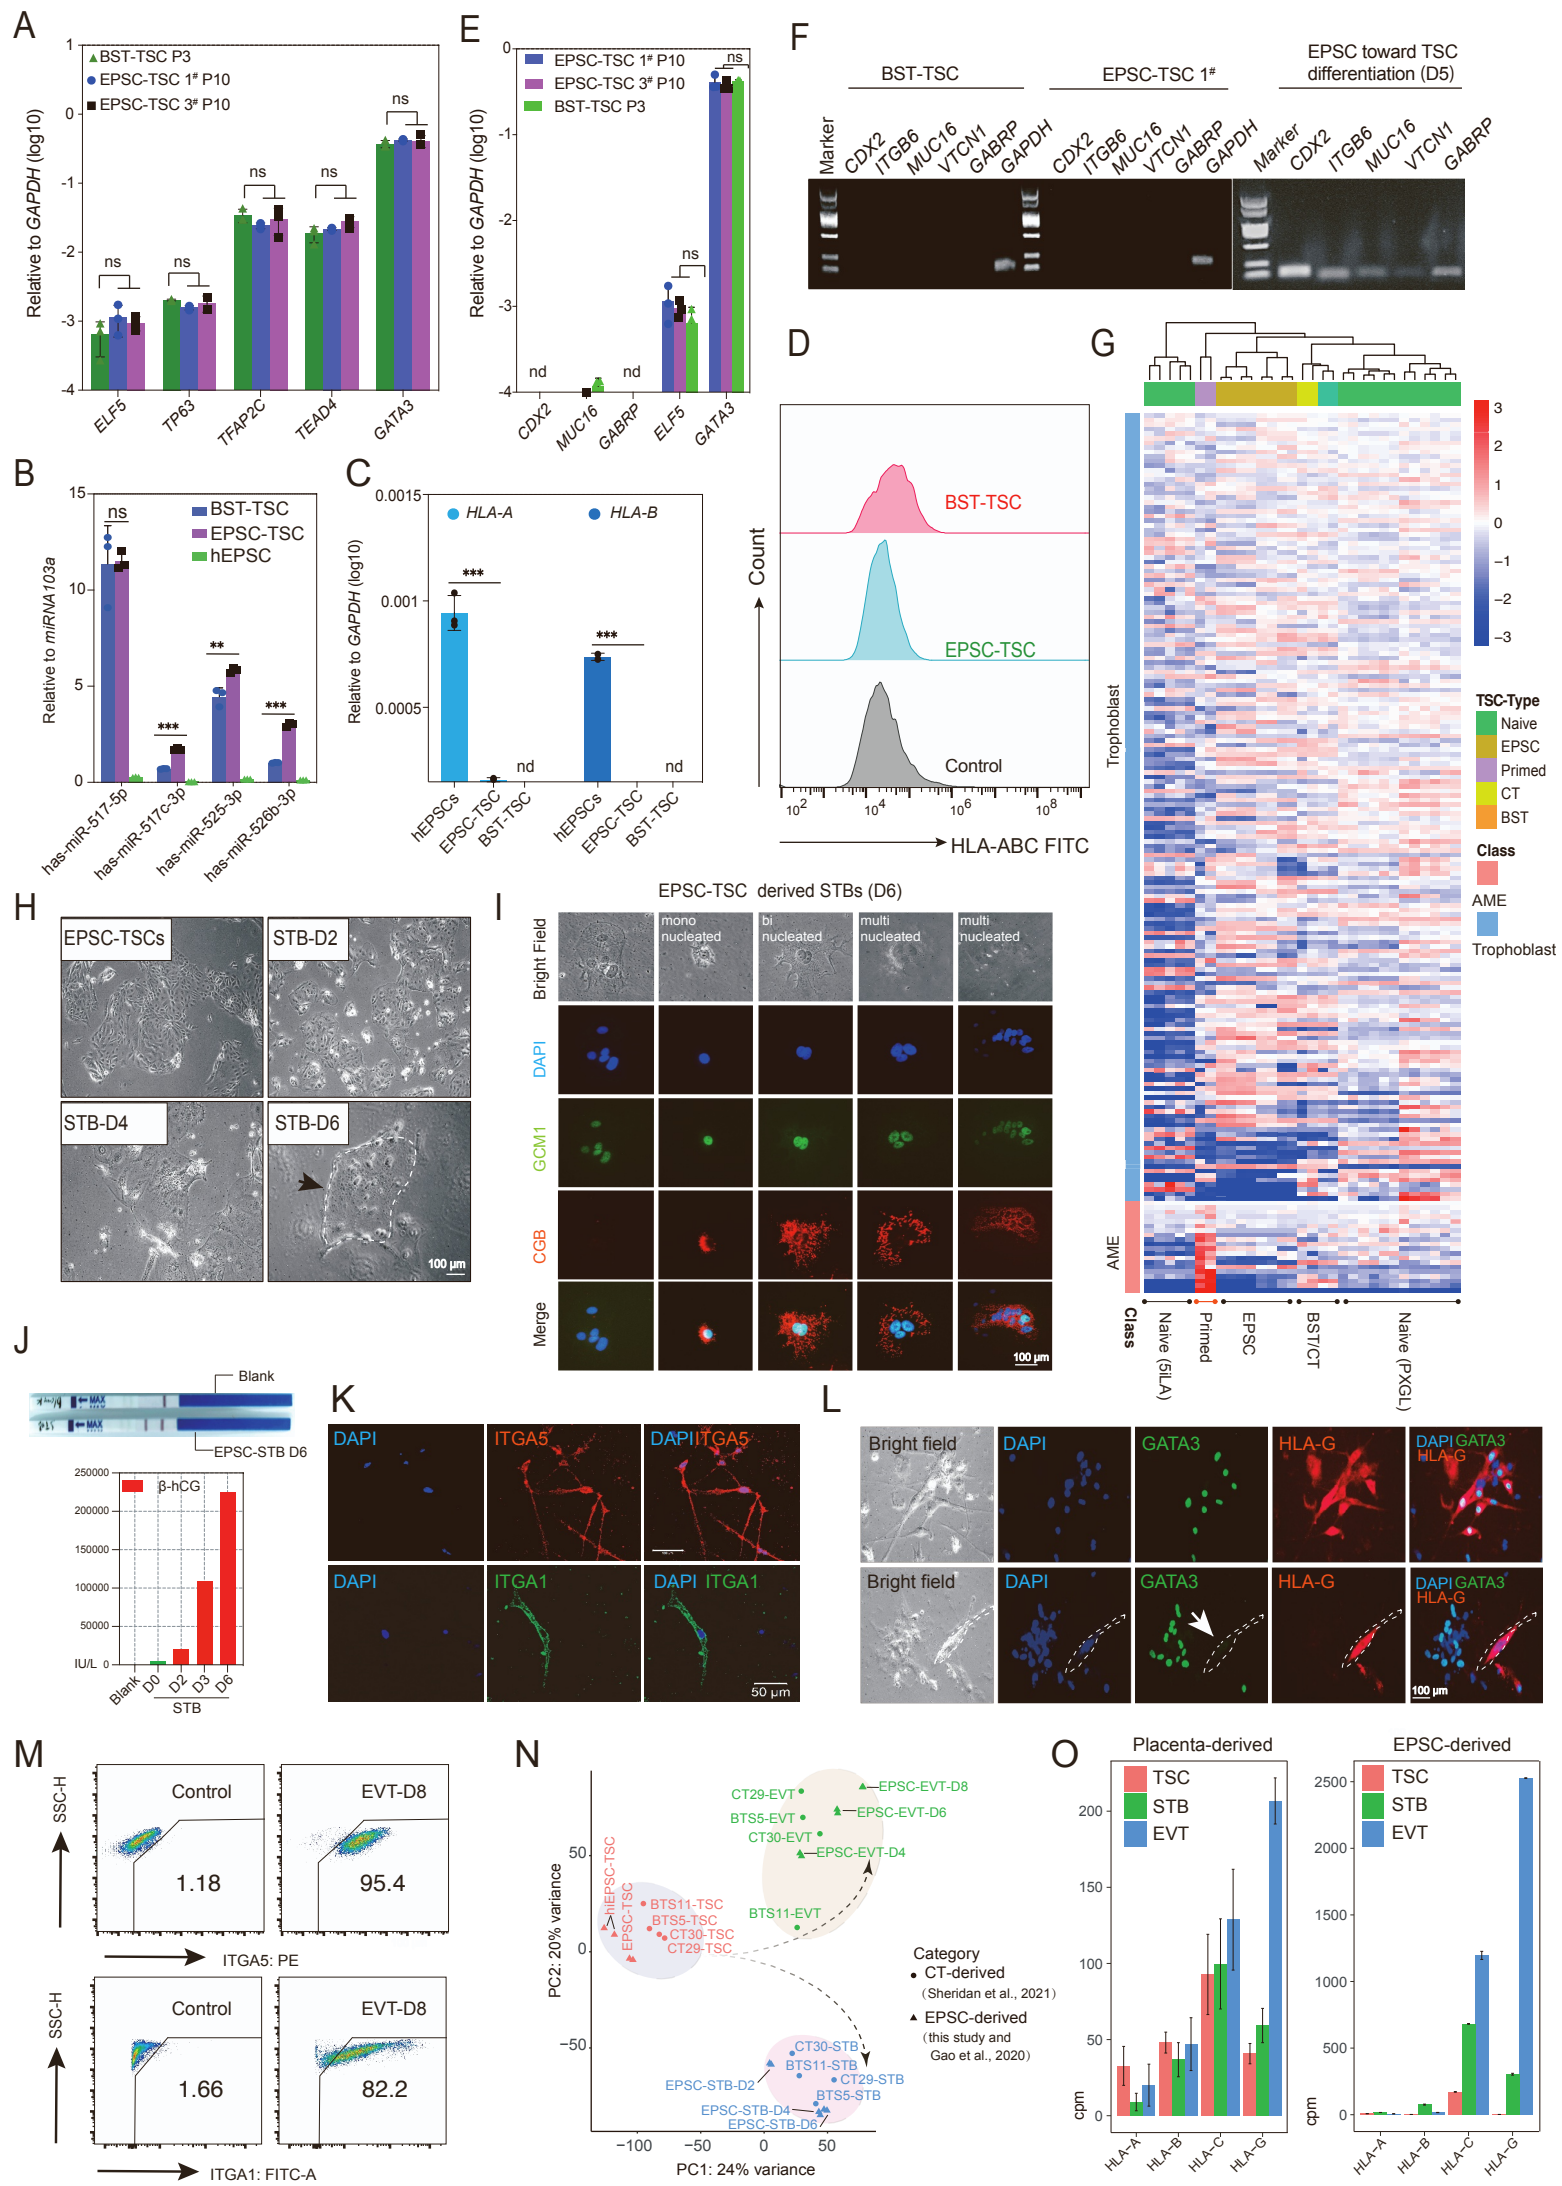 A
1
0
-1
-2
-3
-4
Relative to GAPDH (log10)
BST-TSC P3
EPSC-TSC 1# P10
EPSC-TSC 3# P10
ns
ns
ns
ns
ns
ELF5
TP63
TFAP2C
TEAD4
GATA3
E
0
-1
-2
-3
-4
Relative to GAPDH (log10)
EPSC-TSC 1# P10
EPSC-TSC 3# P10
BST-TSC P3
ns
ns
nd
nd
CDX2
MUC16
GABRP
ELF5
GATA3
F
BST-TSC
EPSC-TSC 1#
EPSC toward TSC
differentiation (D5)
Marker
CDX2
ITGB6
MUC16
VTCN1
GABRP
GAPDH
CDX2
ITGB6
MUC16
VTCN1
GABRP
GAPDH
Marker
CDX2
ITGB6
MUC16
VTCN1
GABRP
B
15
10
5
0
Relative to miRNA103a
BST-TSC
EPSC-TSC
hEPSC
ns
***
**
***
has-miR-517-5p
has-miR-517c-3p
has-miR-525-3p
has-miR-526b-3p
C
0.0015
0.001
0.0005
Relative to GAPDH (log10)
HLA-A
HLA-B
***
***
nd
nd
hEPSCs
EPSC-TSC
BST-TSC
hEPSCs
EPSC-TSC
BST-TSC
D
Count
BST-TSC
EPSC-TSC
Control
10²
10⁴
10⁶
10⁸
HLA-ABC FITC
G
3
2
1
0
−1
−2
−3
Trophoblast
AME
Class
Naive (5iLA)
Primed
EPSC
BST/CT
Naive (PXGL)
TSC-Type
Naive
EPSC
Primed
CT
BST
Class
AME
Trophoblast
H
EPSC-TSCs
STB-D2
STB-D4
STB-D6
100 μm
I
EPSC-TSC derived STBs (D6)
Bright Field
mono
nucleated
bi
nucleated
multi
nucleated
multi
nucleated
DAPI
GCM1
CGB
Merge
100 μm
J
MAX
MAX
Blank
EPSC-STB D6
250000
200000
150000
100000
50000
IU/L 0
β-hCG
Blank
D0
D2
D3
D6
STB
K
DAPI
ITGA5
DAPI ITGA5
DAPI
ITGA1
DAPI ITGA1
50 μm
L
Bright field
DAPI
GATA3
HLA-G
DAPI GATA3
HLA-G
Bright field
DAPI
GATA3
HLA-G
DAPI GATA3
HLA-G
100 μm
M
SSC-H
Control
1.18
EVT-D8
95.4
ITGA5: PE
SSC-H
Control
1.66
EVT-D8
82.2
ITGA1: FITC-A
N
PC2: 20% variance
50
0
−50
−100
−50
0
50
PC1: 24% variance
CT29-EVT
BTS5-EVT
CT30-EVT
EPSC-EVT-D8
EPSC-EVT-D6
EPSC-EVT-D4
BTS11-EVT
hiEPSC-TSC
EPSC-TSC
BTS11-TSC
BTS5-TSC
CT30-TSC
CT29-TSC
CT30-STB
BTS11-STB
CT29-STB
BTS5-STB
EPSC-STB-D2
EPSC-STB-D4
EPSC-STB-D6
Category
CT-derived
(Sheridan et al., 2021)
EPSC-derived
(this study and
Gao et al., 2020)
O
Placenta-derived
TSC
STB
EVT
200
150
100
50
0
cpm
HLA−A
HLA−B
HLA−C
HLA−G
EPSC-derived
TSC
STB
EVT
2500
2000
1500
1000
500
0
cpm
HLA−A
HLA−B
HLA−C
HLA−G